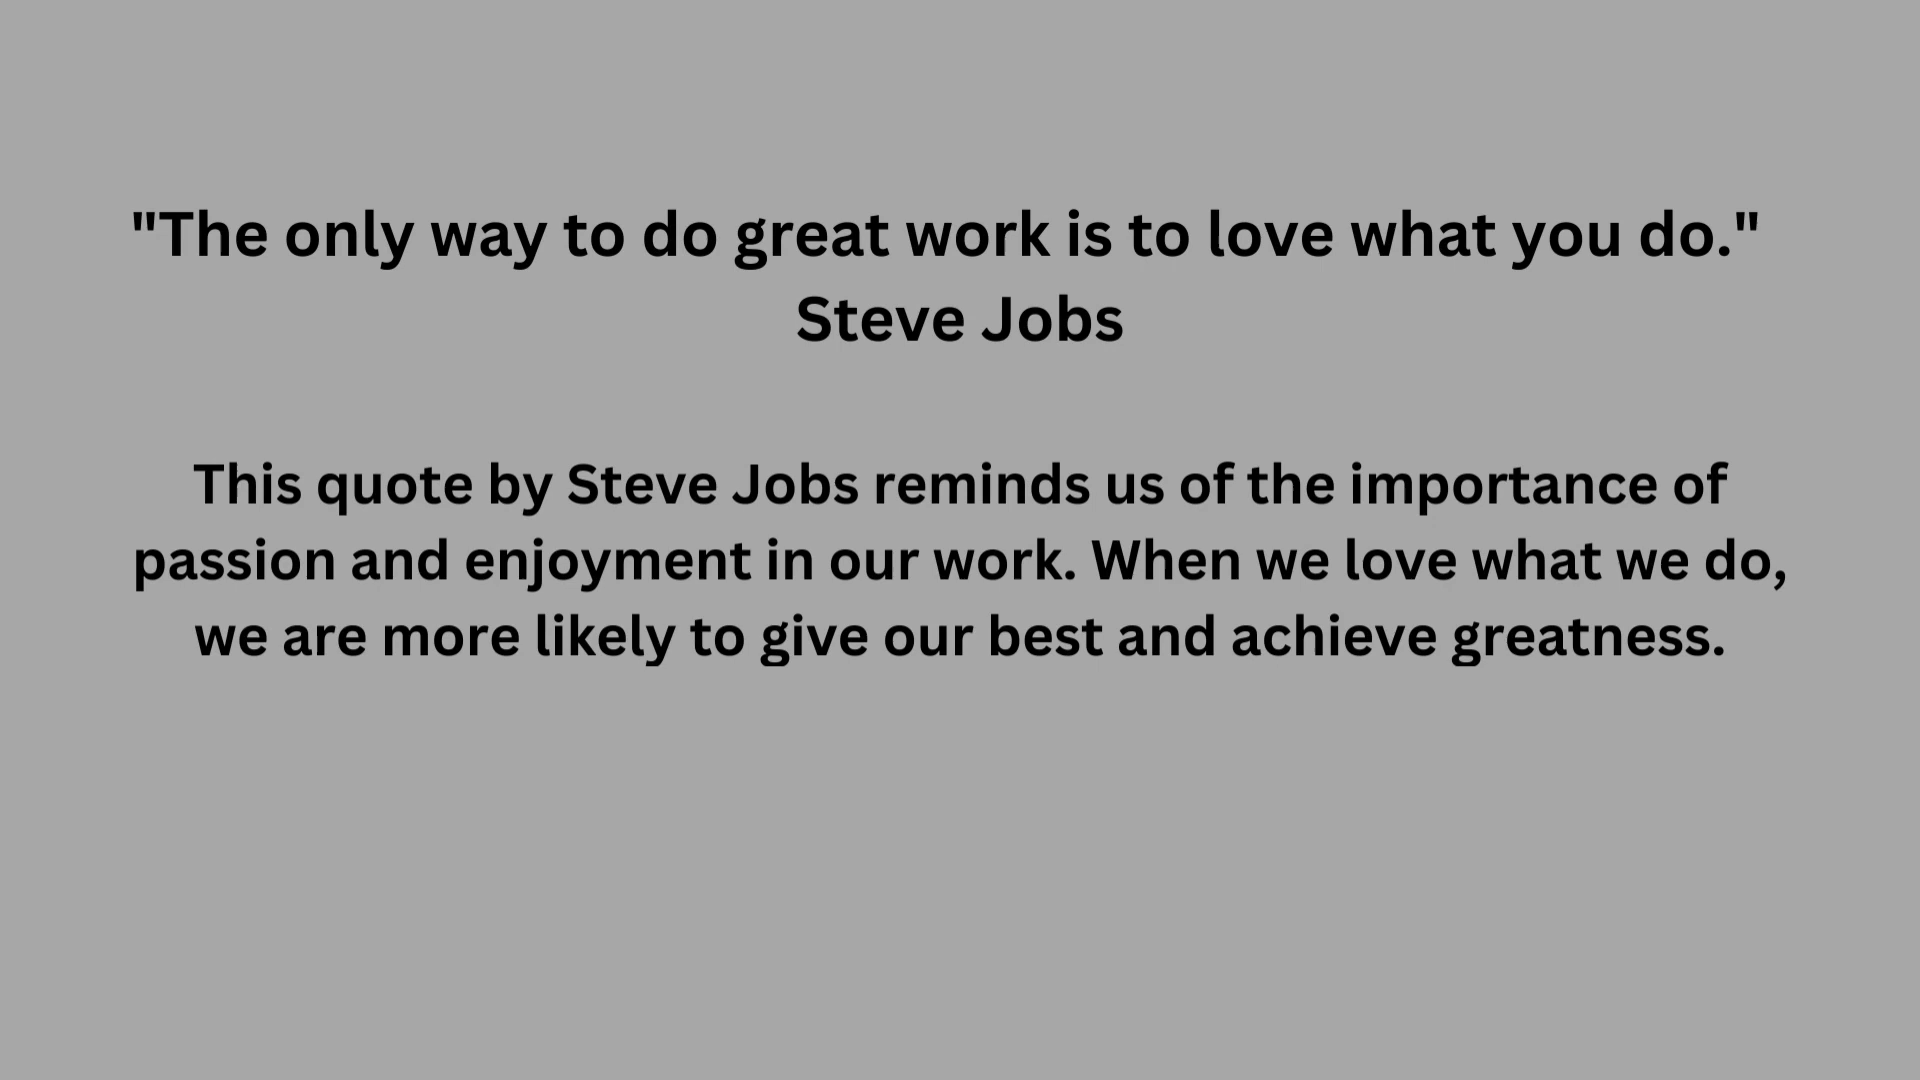 "The only way to do great work is to love what you do."
Steve Jobs
This quote by Steve Jobs reminds us of the importance of
passion and enjoyment in our work. When we love what we do,
we are more likely to give our best and achieve greatness.